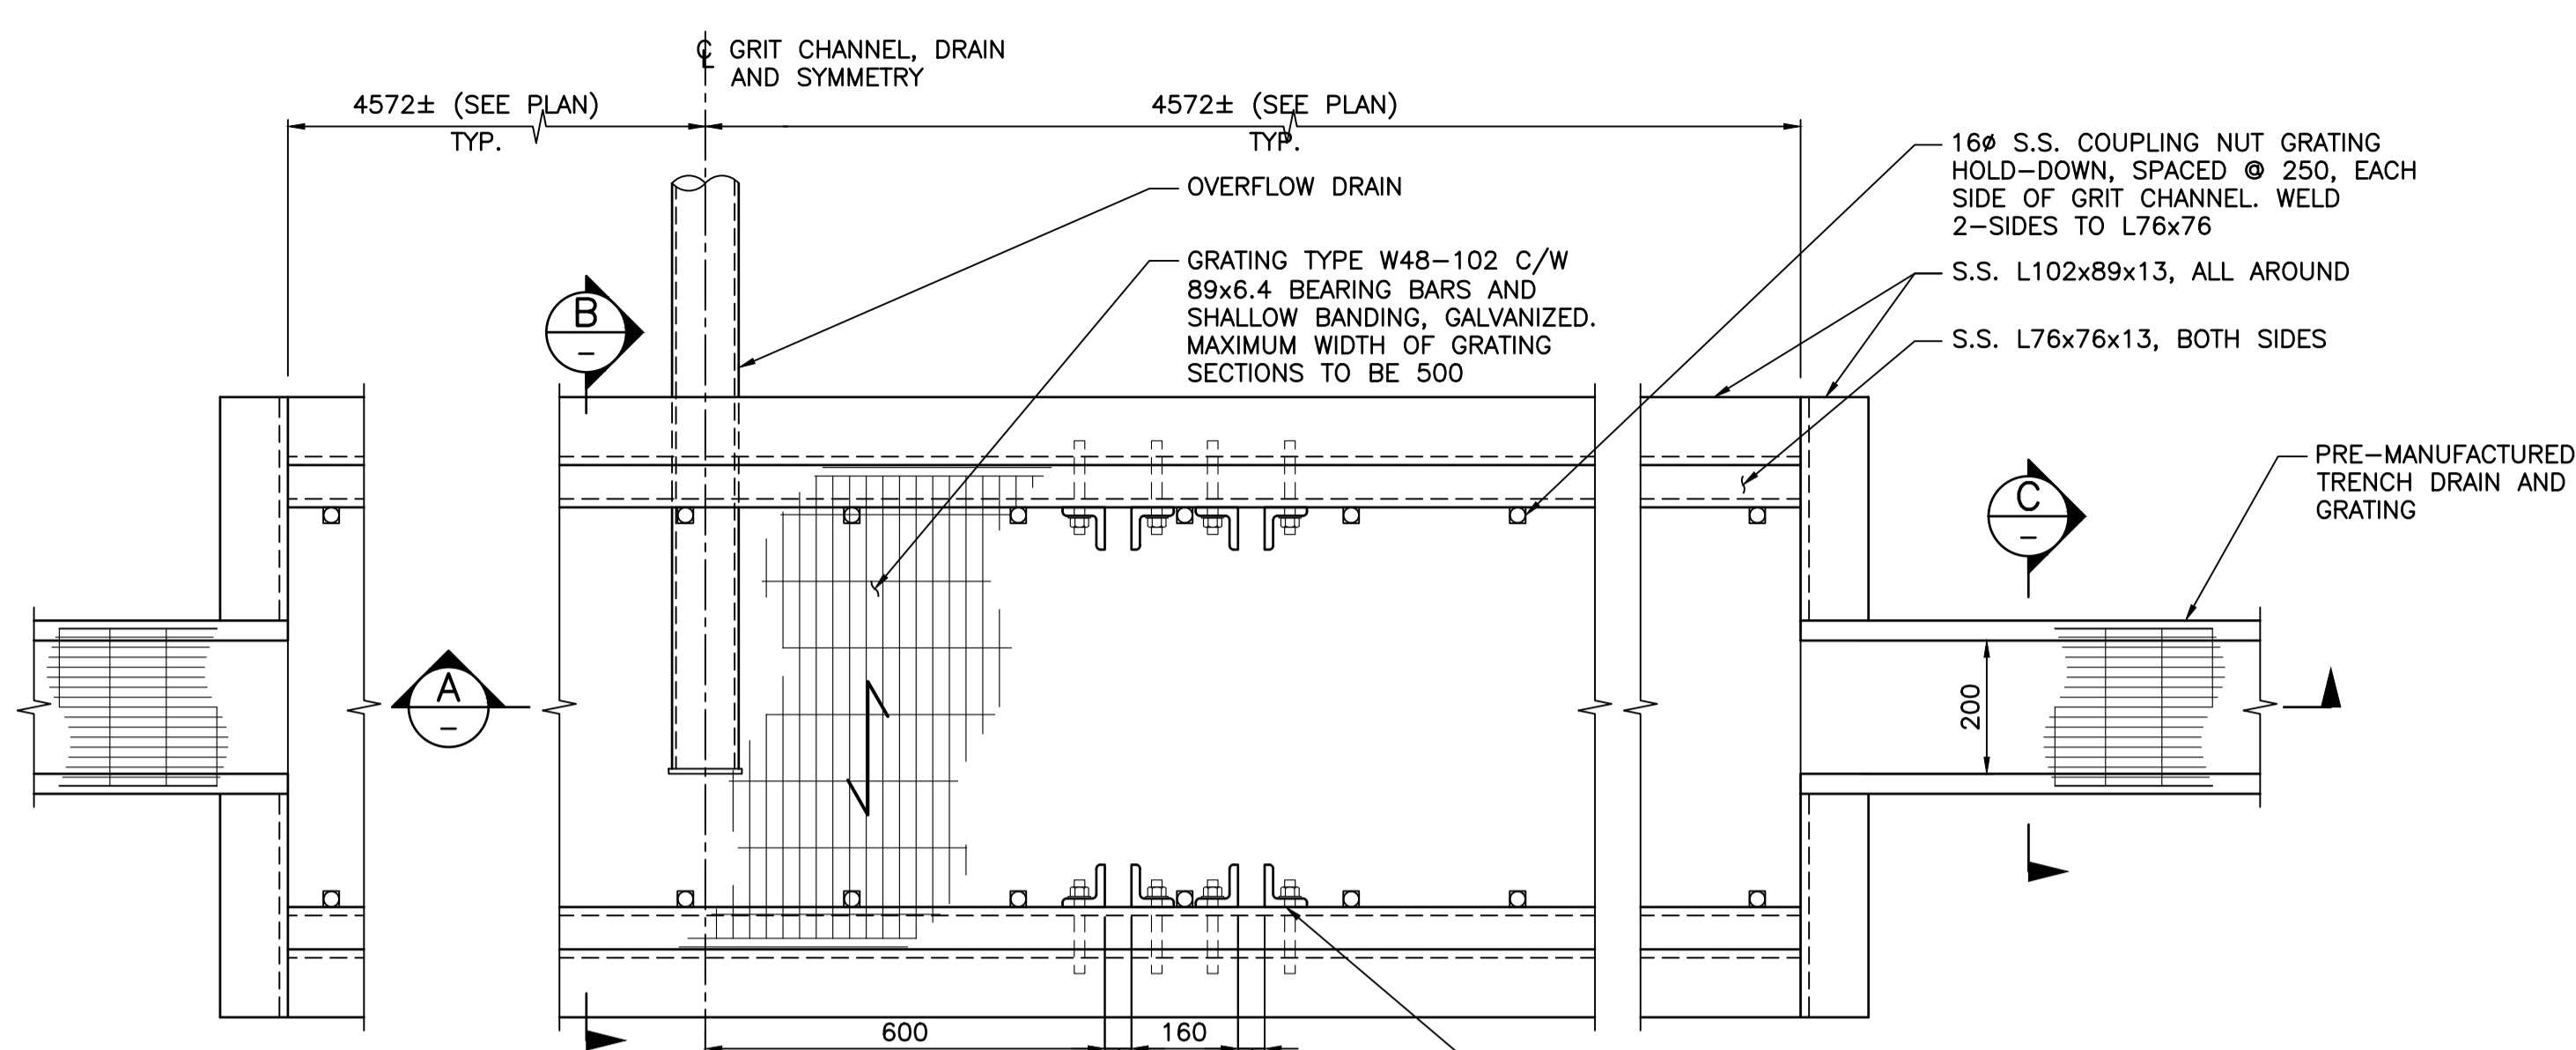 ℄ GRIT CHANNEL, DRAIN
AND SYMMETRY
4572± (SEE PLAN)
TYP.
4572± (SEE PLAN)
TYP.
16ø S.S. COUPLING NUT GRATING
HOLD-DOWN, SPACED @ 250, EACH
SIDE OF GRIT CHANNEL. WELD
2-SIDES TO L76x76
OVERFLOW DRAIN
GRATING TYPE W48-102 C/W
89x6.4 BEARING BARS AND
SHALLOW BANDING, GALVANIZED.
MAXIMUM WIDTH OF GRATING
SECTIONS TO BE 500
S.S. L102x89x13, ALL AROUND
S.S. L76x76x13, BOTH SIDES
B
-
PRE-MANUFACTURED
TRENCH DRAIN AND
GRATING
C
-
A
-
200
600
160